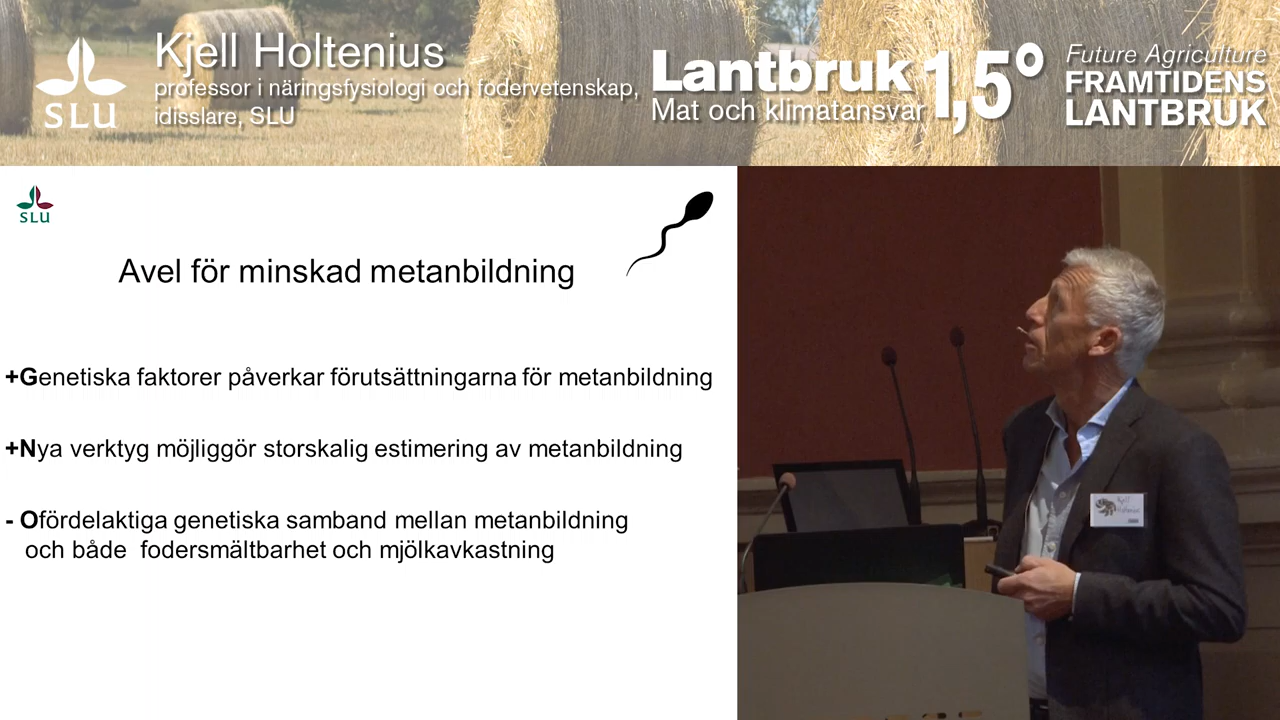 SLU
Kjell Holtenius
professor i näringsfysiologi och fodervetenskap,
idisslare, SLU
Lantbruk 1,5°
Mat och klimatansvar
Future Agriculture
FRAMTIDENS
LANTBRUK
SLU
Avel för minskad metanbildning
+Genetiska faktorer påverkar förutsättningarna för metanbildning
+Nya verktyg möjliggör storskalig estimering av metanbildning
- Ofördelaktiga genetiska samband mellan metanbildning
och både fodersmältbarhet och mjölkavkastning
Kjell
Holtenius